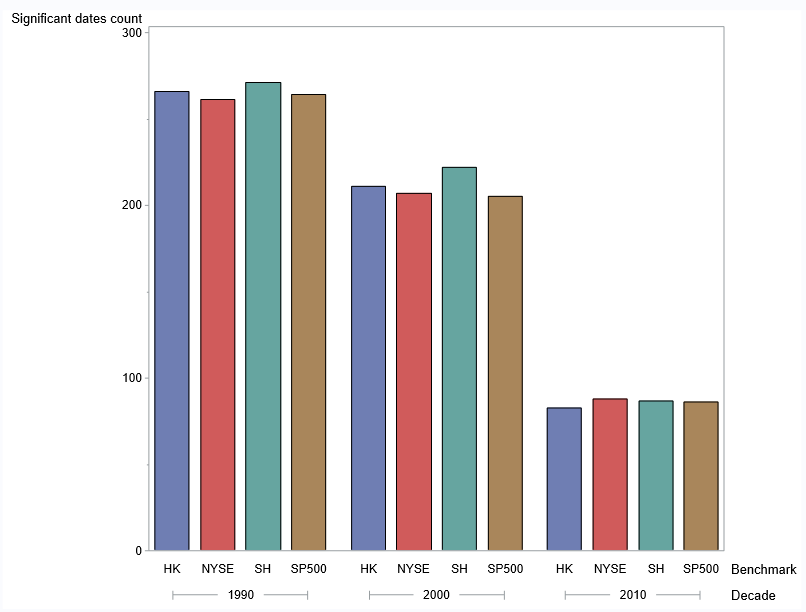 Significant dates count
300
200
100
0
HK NYSE SH SP500 HK NYSE SH SP500 HK NYSE SH SP500 Benchmark
1990 2000 2010 Decade